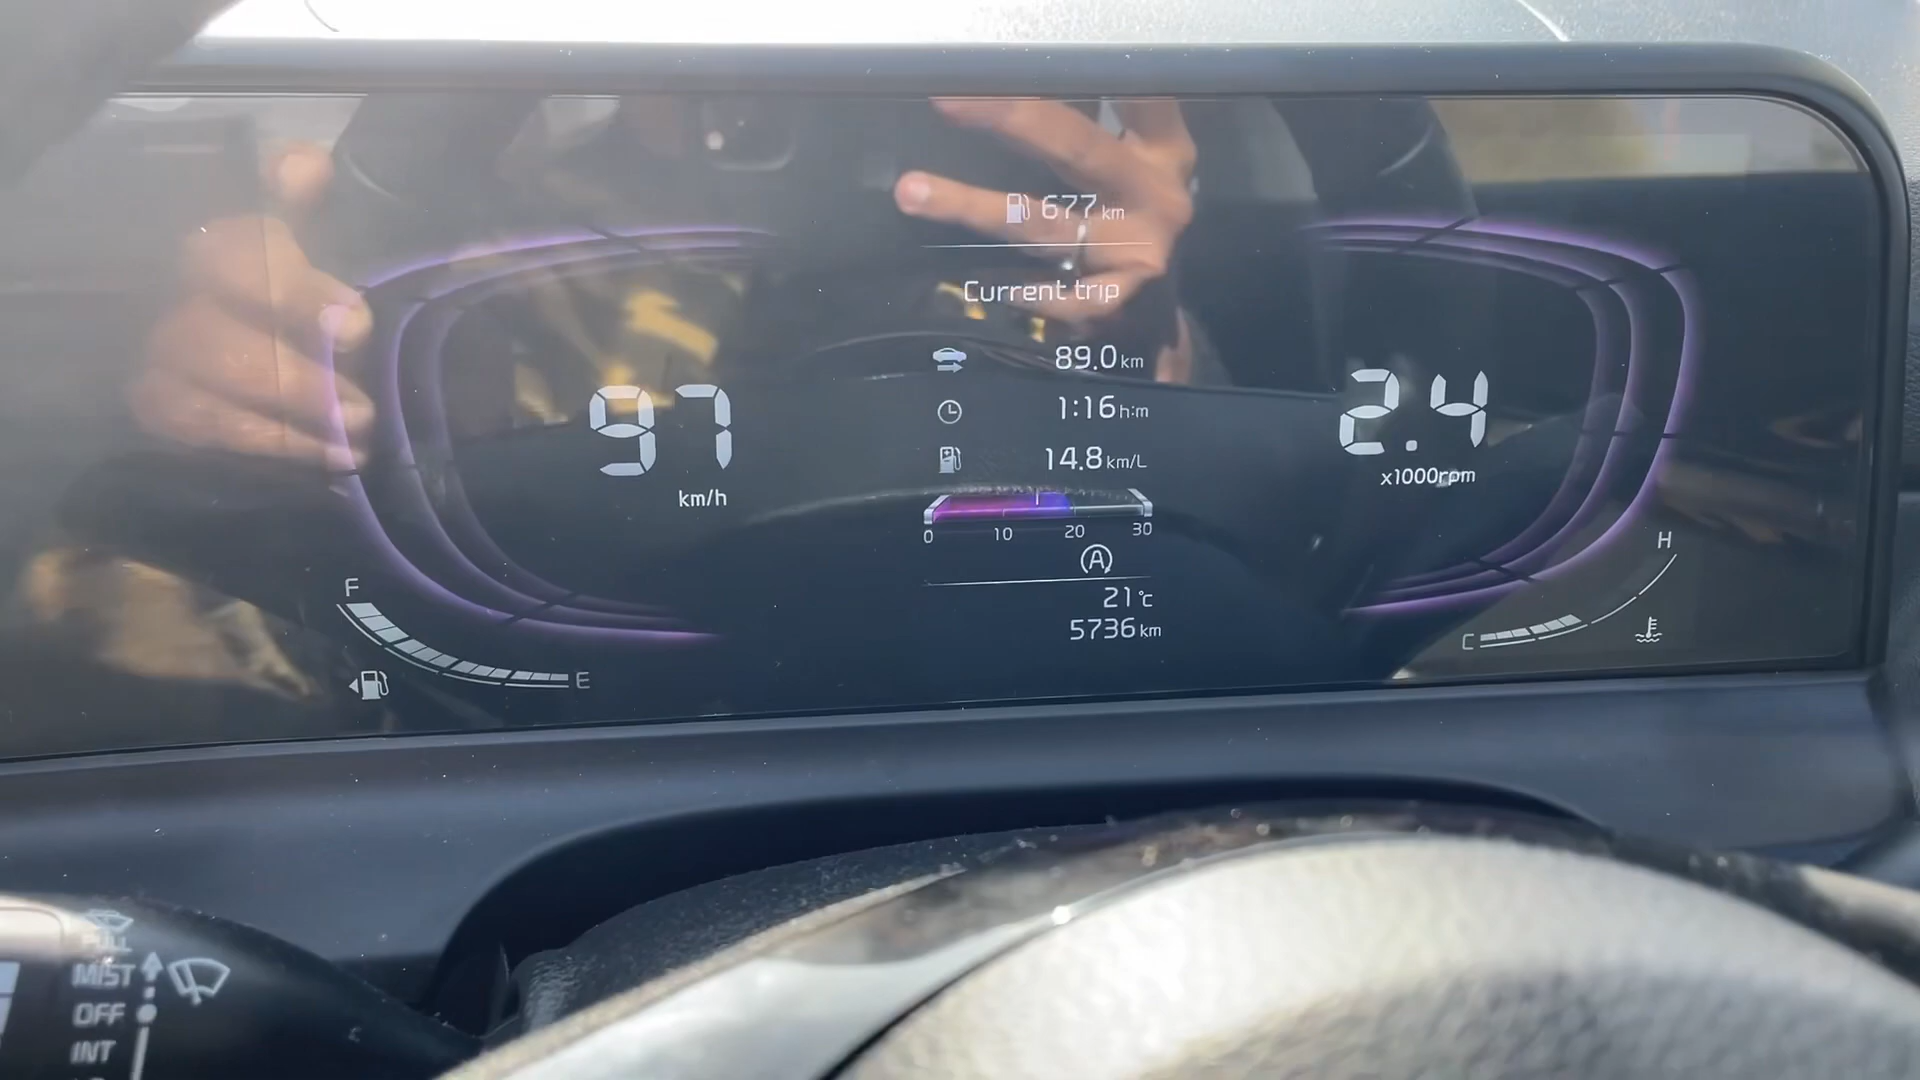 677 km
Current trip
89.0 km
1:16 h:m
14.8 km/L
0 10 20 30
A
21 °C
5736 km
97
km/h
F
E
2.4
x1000rpm
H
C
PULL
MIST
OFF
INT